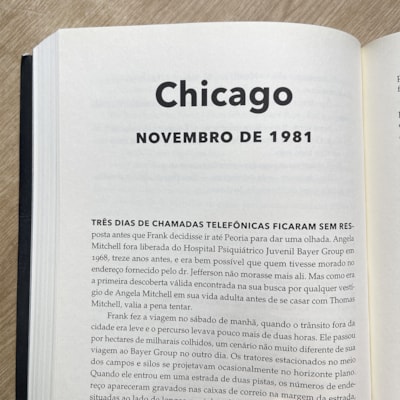 Chicago
NOVEMBRO DE 1981
TRÊS DIAS DE CHAMADAS TELEFÔNICAS FICARAM SEM RES-
posta antes que Frank decidisse ir até Peoria para dar uma olhada. Angela
Mitchell fora liberada do Hospital Psiquiátrico Juvenil Bayer Group em
1968, treze anos antes, e era bem possível que quem tivesse morado no
endereço fornecido pelo dr. Jefferson não morasse mais ali. Mas como era
a primeira descoberta válida encontrada na sua busca por qualquer vestí-
gio de Angela Mitchell em sua vida adulta antes de se casar com Thomas
Mitchell, valia a pena tentar.
Frank fez a viagem no sábado de manhã, quando o trânsito fora da
cidade era leve e o percurso levava pouco mais de duas horas. Ele passou
por hectares de milharais colhidos, um cenário não muito diferente de sua
viagem ao Bayer Group no outro dia. Os tratores estacionados no meio
dos campos e silos se projetavam ocasionalmente no horizonte plano.
Quando ele entrou em uma estrada de duas pistas, os números de ende-
reço apareceram gravados nas caixas de correio na margem de cascalho,
situadas ao lado de